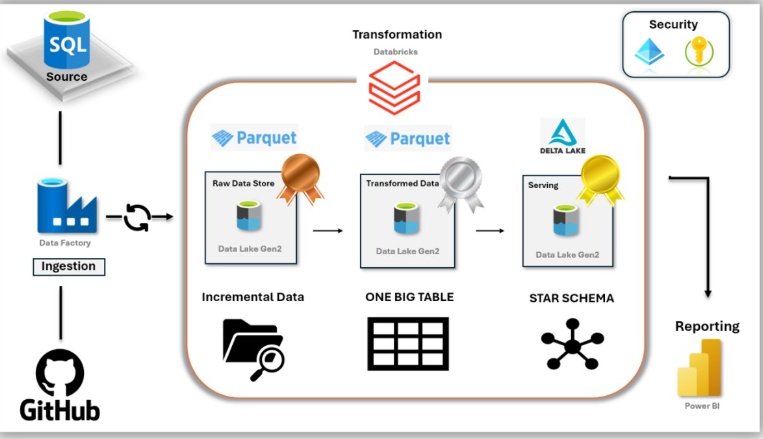 SQL
Source
Data Factory
Ingestion
GitHub
Transformation
Databricks
Parquet
Raw Data Store
Data Lake Gen2
Incremental Data
Parquet
Transformed Data
Data Lake Gen2
ONE BIG TABLE
DELTA LAKE
Serving
Data Lake Gen2
STAR SCHEMA
Security
Reporting
Power BI